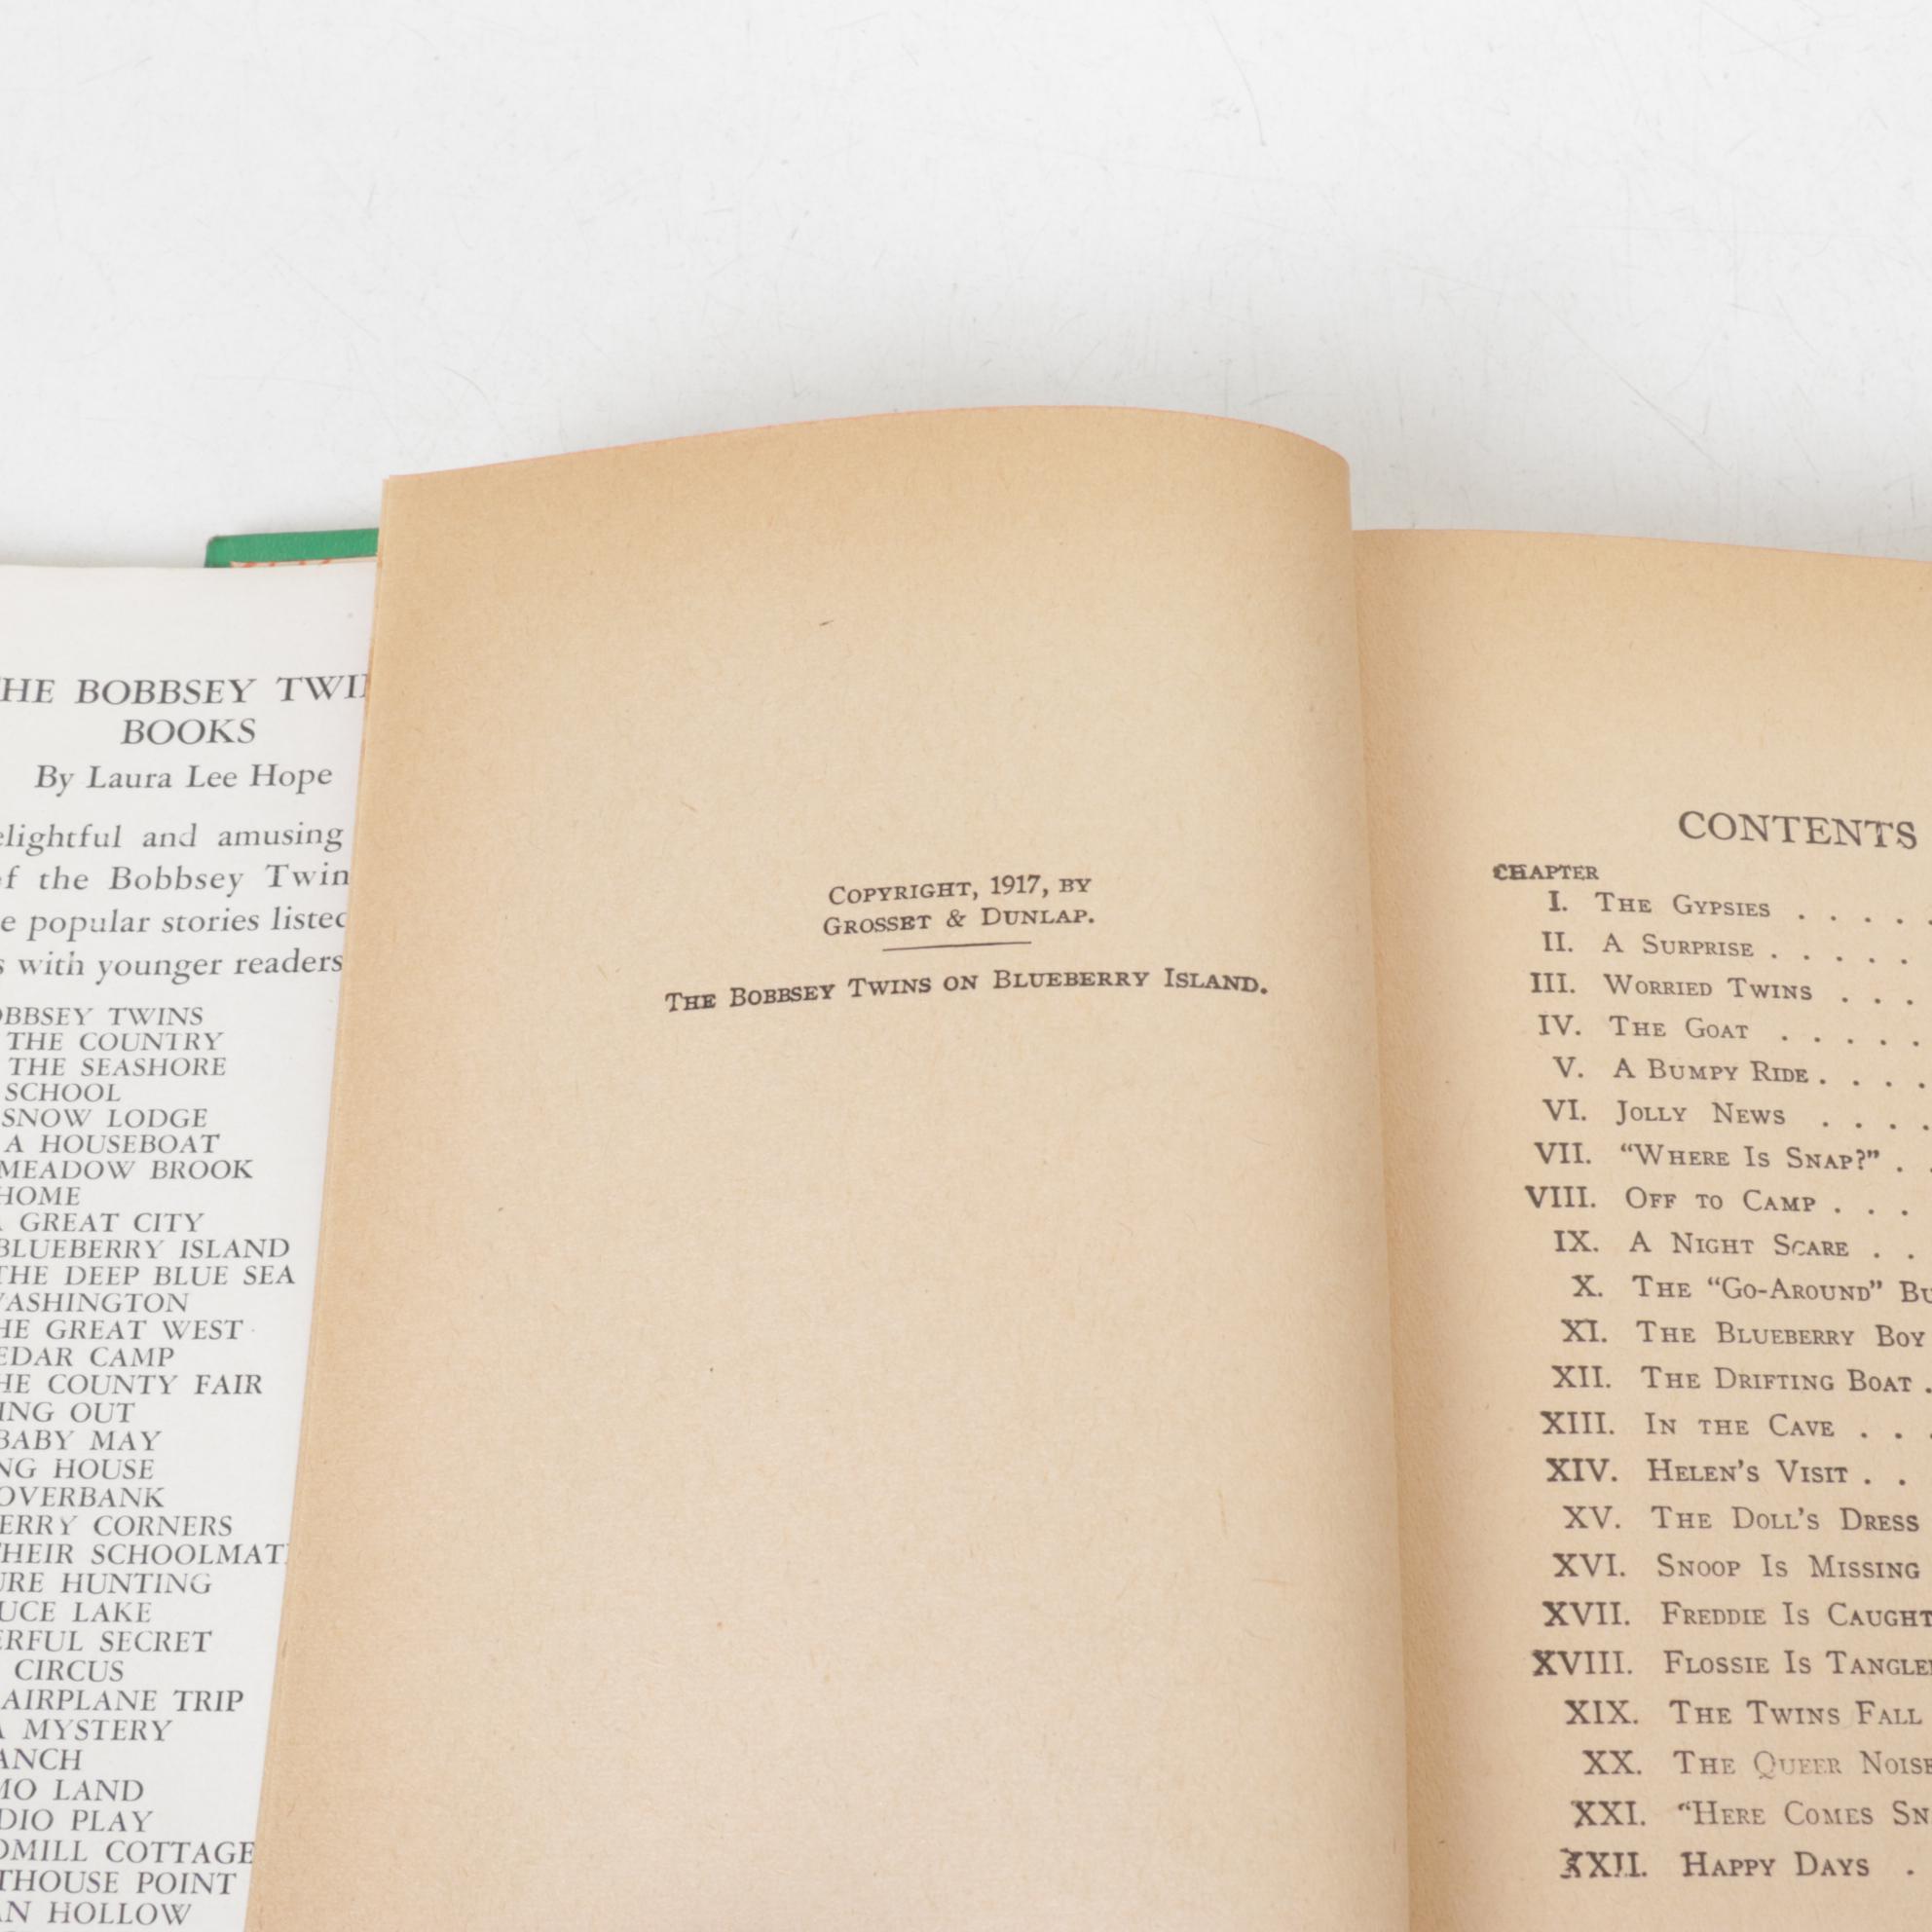 HE BOBBSEY TWI
BOOKS
By Laura Lee Hope
elightful and amusing
of the Bobbsey Twin
e popular stories listed
s with younger readers
OBBSEY TWINS
THE COUNTRY
THE SEASHORE
SCHOOL
SNOW LODGE
A HOUSEBOAT
MEADOW BROOK
HOME
GREAT CITY
BLUEBERRY ISLAND
THE DEEP BLUE SEA
WASHINGTON
HE GREAT WEST
EDAR CAMP
HE COUNTY FAIR
ING OUT
BABY MAY
NG HOUSE
OVERBANK
ERRY CORNERS
THEIR SCHOOLMAT
URE HUNTING
UCE LAKE
ERFUL SECRET
CIRCUS
AIRPLANE TRIP
A MYSTERY
ANCH
MO LAND
DIO PLAY
DMILL COTTAGE
THOUSE POINT
AN HOLLOW
COPYRIGHT, 1917, BY
GROSSET & DUNLAP.
THE BOBBSEY TWINS ON BLUEBERRY ISLAND.
CONTENTS
CHAPTER
I. THE GYPSIES . . . . .
II. A SURPRISE . . . . .
III. WORRIED TWINS . . .
IV. THE GOAT . . . . .
V. A BUMPY RIDE . . . .
VI. JOLLY NEWS . . . .
VII. “WHERE IS SNAP?” . .
VIII. OFF TO CAMP . . .
IX. A NIGHT SCARE . .
X. THE “GO-AROUND” BU
XI. THE BLUEBERRY BOY
XII. THE DRIFTING BOAT .
XIII. IN THE CAVE . . .
XIV. HELEN’S VISIT . .
XV. THE DOLL’S DRESS
XVI. SNOOP IS MISSING
XVII. FREDDIE IS CAUGHT
XVIII. FLOSSIE IS TANGLED
XIX. THE TWINS FALL
XX. THE QUEER NOISE
XXI. “HERE COMES SN
XXII. HAPPY DAYS .